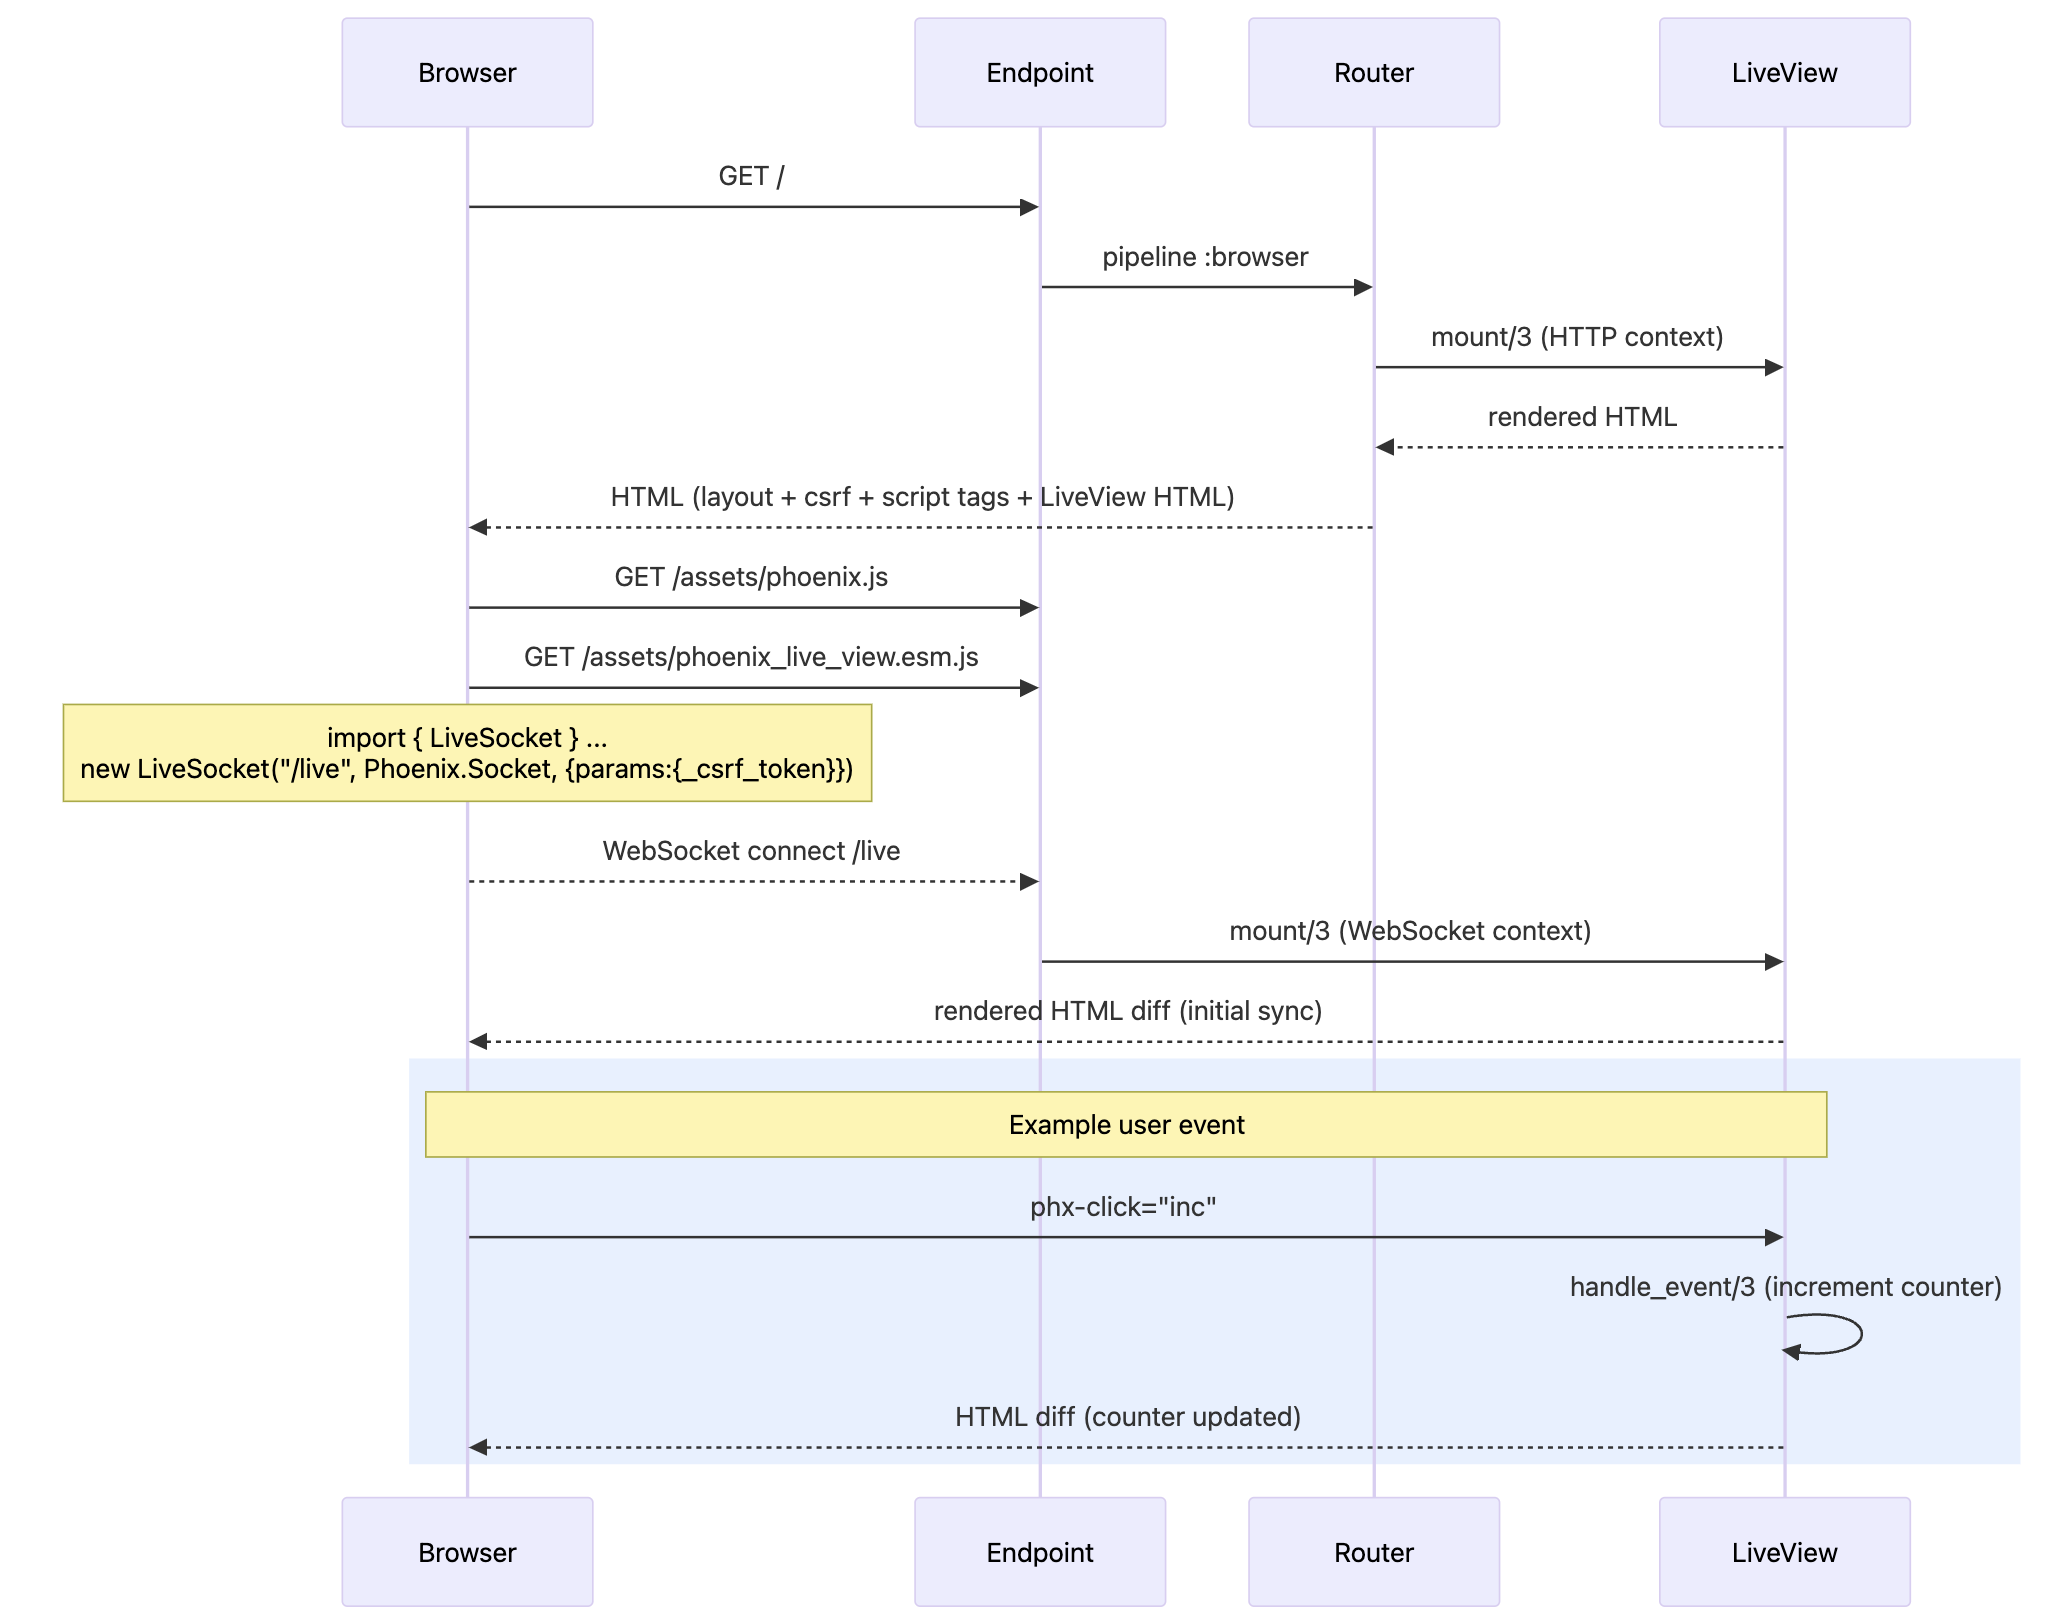 Browser
Endpoint
Router
LiveView
GET /
pipeline :browser
mount/3 (HTTP context)
rendered HTML
HTML (layout + csrf + script tags + LiveView HTML)
GET /assets/phoenix.js
GET /assets/phoenix_live_view.esm.js
import { LiveSocket } ...
new LiveSocket("/live", Phoenix.Socket, {params:{_csrf_token}})
WebSocket connect /live
mount/3 (WebSocket context)
rendered HTML diff (initial sync)
Example user event
phx-click="inc"
handle_event/3 (increment counter)
HTML diff (counter updated)
Browser
Endpoint
Router
LiveView